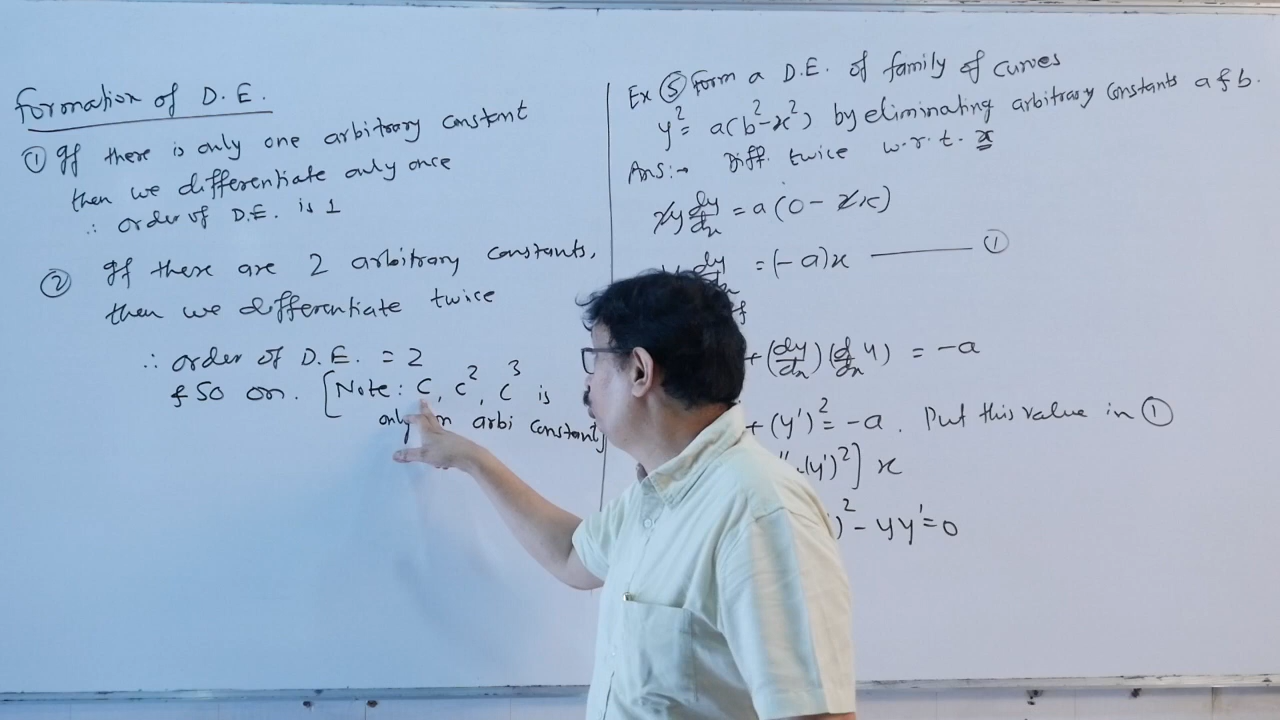 Formation of D.E.
① If there is only one arbitrary constant
then we differentiate only once
∴ order of D.E. is 1
② If there are 2 arbitrary constants,
then we differentiate twice
∴ order of D.E. = 2
& so on. [Note: C, C², C³ is
only arbi constant]
Ex ⑤ Form a D.E. of family of curves
y² = a(b²-x²) by eliminating arbitrary constants a & b.
Ans:→ Diff. twice w.r.t. x
2y dy/dx = a(0 - 2x)
dy/dx = (-a)x ——— ①
+ (dy/dx)(d/dx y) = -a
+ (y')² = -a. Put this value in ①
(y')²] x
)² - yy' = 0